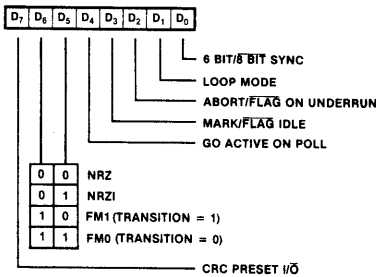 D7 D6 D5 D4 D3 D2 D1 D0
6 BIT/8 BIT SYNC
LOOP MODE
ABORT/FLAG ON UNDERRUN
MARK/FLAG IDLE
GO ACTIVE ON POLL
0 0 NRZ
0 1 NRZI
1 0 FM1 (TRANSITION = 1)
1 1 FM0 (TRANSITION = 0)
CRC PRESET I/O